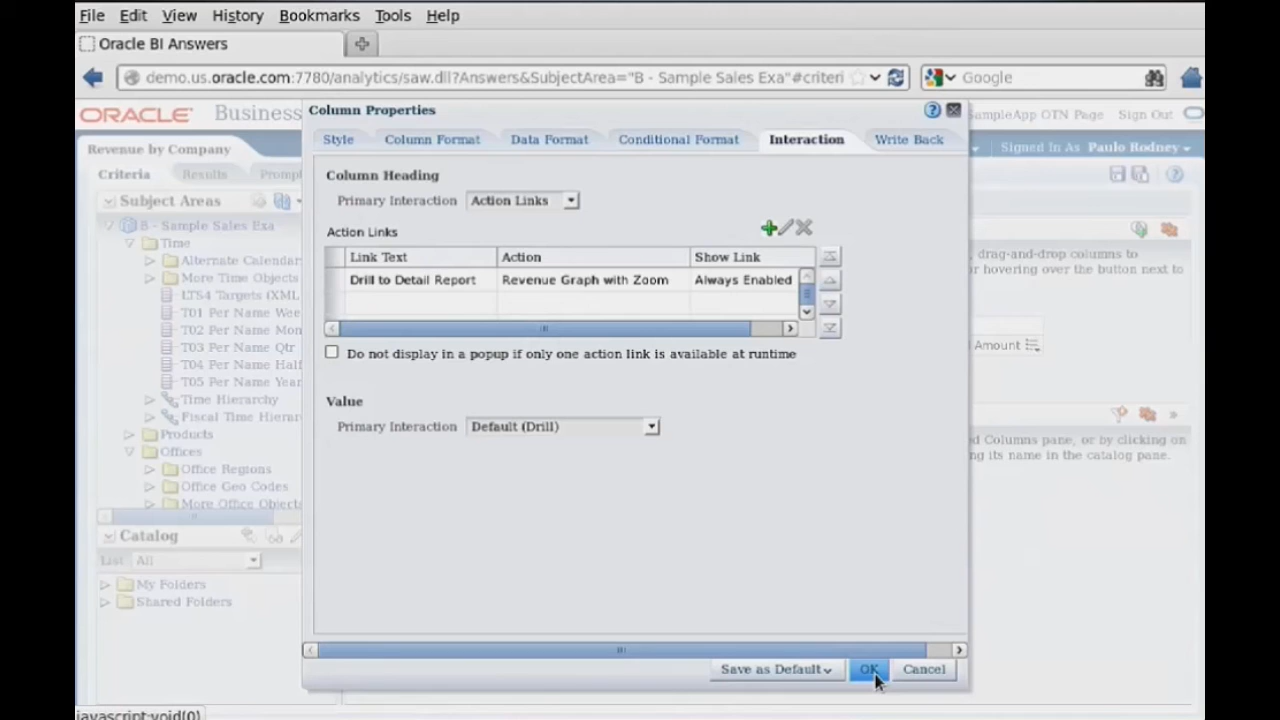 File Edit View History Bookmarks Tools Help
Oracle BI Answers
demo.us.oracle.com:7780/analytics/saw.dll?Answers&SubjectArea="B - Sample Sales Exa"#criteri
Google
ORACLE Business
SampleApp OTN Page Sign Out
Revenue by Company
Signed In As Paulo Rodney
Criteria Results Prompt
Subject Areas
B - Sample Sales Exa
Time
Alternate Calendar
More Time Objects
LTS4 Targets (XML
T01 Per Name Wee
T02 Per Name Mon
T03 Per Name Qtr
T04 Per Name Half
T05 Per Name Year
Time Hierarchy
Fiscal Time Hierar
Products
Offices
Office Regions
Office Geo Codes
More Office Objects
Catalog
List All
My Folders
Shared Folders
Column Properties
Style Column Format Data Format Conditional Format Interaction Write Back
Column Heading
Primary Interaction Action Links
Action Links
Link Text Action Show Link
Drill to Detail Report Revenue Graph with Zoom Always Enabled
Do not display in a popup if only one action link is available at runtime
Value
Primary Interaction Default (Drill)
Save as Default OK Cancel
, drag-and-drop columns to
or hovering over the button next to
Amount
d Columns pane, or by clicking on
ng its name in the catalog pane.
javascript:void(0)